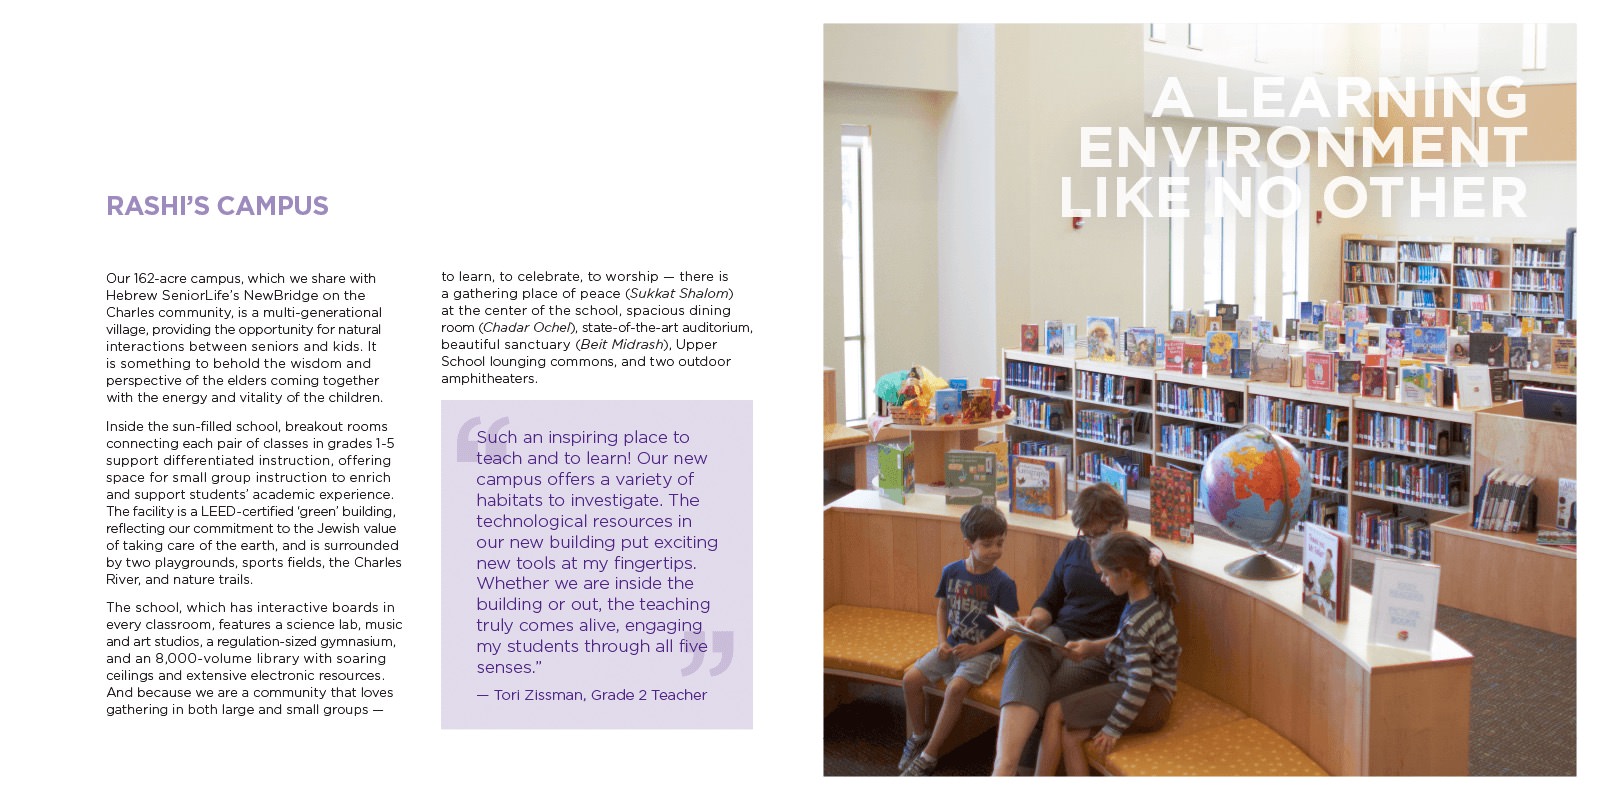 RASHI’S CAMPUS
Our 162-acre campus, which we share with
Hebrew SeniorLife’s NewBridge on the
Charles community, is a multi-generational
village, providing the opportunity for natural
interactions between seniors and kids. It
is something to behold the wisdom and
perspective of the elders coming together
with the energy and vitality of the children.
Inside the sun-filled school, breakout rooms
connecting each pair of classes in grades 1-5
support differentiated instruction, offering
space for small group instruction to enrich
and support students’ academic experience.
The facility is a LEED-certified ‘green’ building,
reflecting our commitment to the Jewish value
of taking care of the earth, and is surrounded
by two playgrounds, sports fields, the Charles
River, and nature trails.
The school, which has interactive boards in
every classroom, features a science lab, music
and art studios, a regulation-sized gymnasium,
and an 8,000-volume library with soaring
ceilings and extensive electronic resources.
And because we are a community that loves
gathering in both large and small groups —
to learn, to celebrate, to worship — there is
a gathering place of peace (Sukkat Shalom)
at the center of the school, spacious dining
room (Chadar Ochel), state-of-the-art auditorium,
beautiful sanctuary (Beit Midrash), Upper
School lounging commons, and two outdoor
amphitheaters.
“
Such an inspiring place to
teach and to learn! Our new
campus offers a variety of
habitats to investigate. The
technological resources in
our new building put exciting
new tools at my fingertips.
Whether we are inside the
building or out, the teaching
truly comes alive, engaging
my students through all five
senses.”
— Tori Zissman, Grade 2 Teacher
A LEARNING
ENVIRONMENT
LIKE NO OTHER